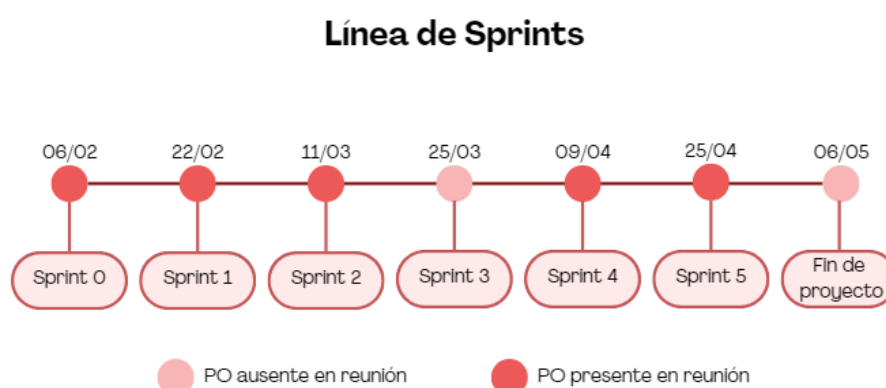 Línea de Sprints
06/02
22/02
11/03
25/03
09/04
25/04
06/05
Sprint 0
Sprint 1
Sprint 2
Sprint 3
Sprint 4
Sprint 5
Fin de
proyecto
PO ausente en reunión
PO presente en reunión